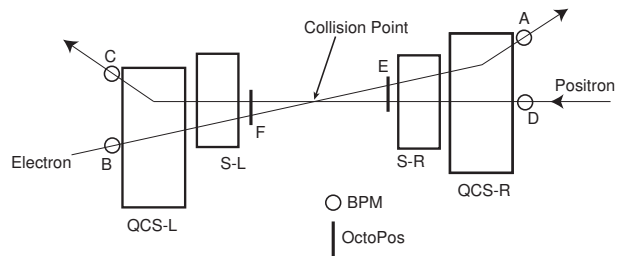 A
Collision Point
C
E
Positron
D
F
Electron
B
S-L
S-R
QCS-L
QCS-R
BPM
OctoPos